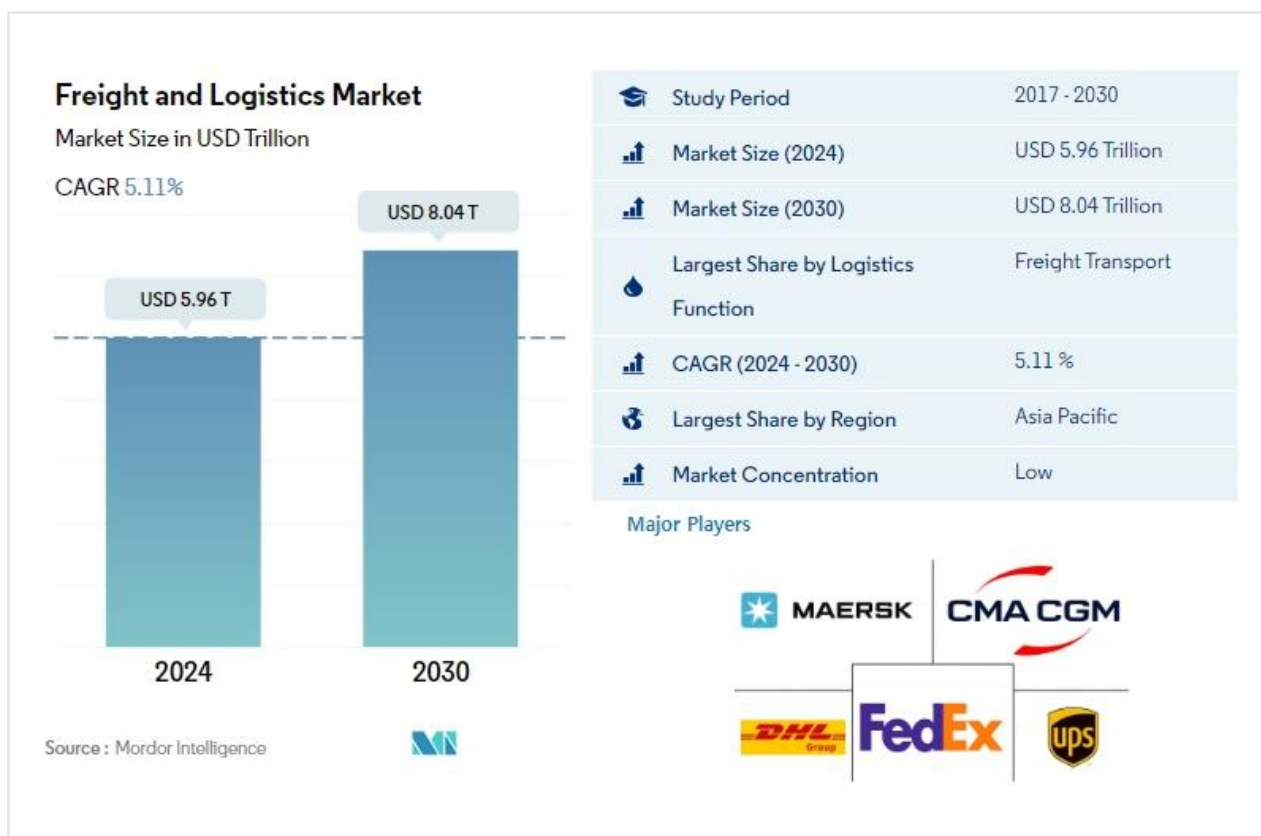 Freight and Logistics Market
Market Size in USD Trillion
CAGR 5.11%
USD 5.96 T
USD 8.04 T
2024
2030
Source : Mordor Intelligence
Study Period 2017 - 2030
Market Size (2024) USD 5.96 Trillion
Market Size (2030) USD 8.04 Trillion
Largest Share by Logistics Freight Transport
Function
CAGR (2024 - 2030) 5.11 %
Largest Share by Region Asia Pacific
Market Concentration Low
Major Players
MAERSK
CMA CGM
DHL
Group
FedEx
ups